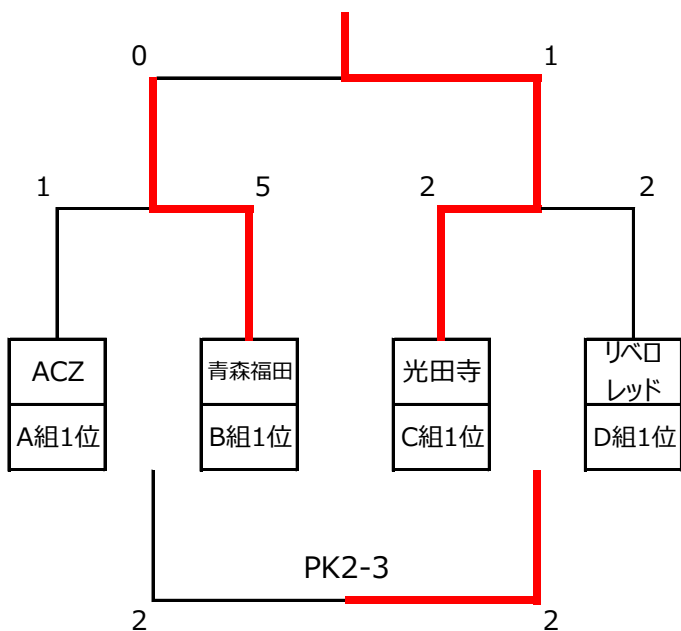 0 1
1 5 2 2
ACZ 青森福田 光田寺 リベロ
レッド
A組1位 B組1位 C組1位 D組1位
PK2-3
2 2